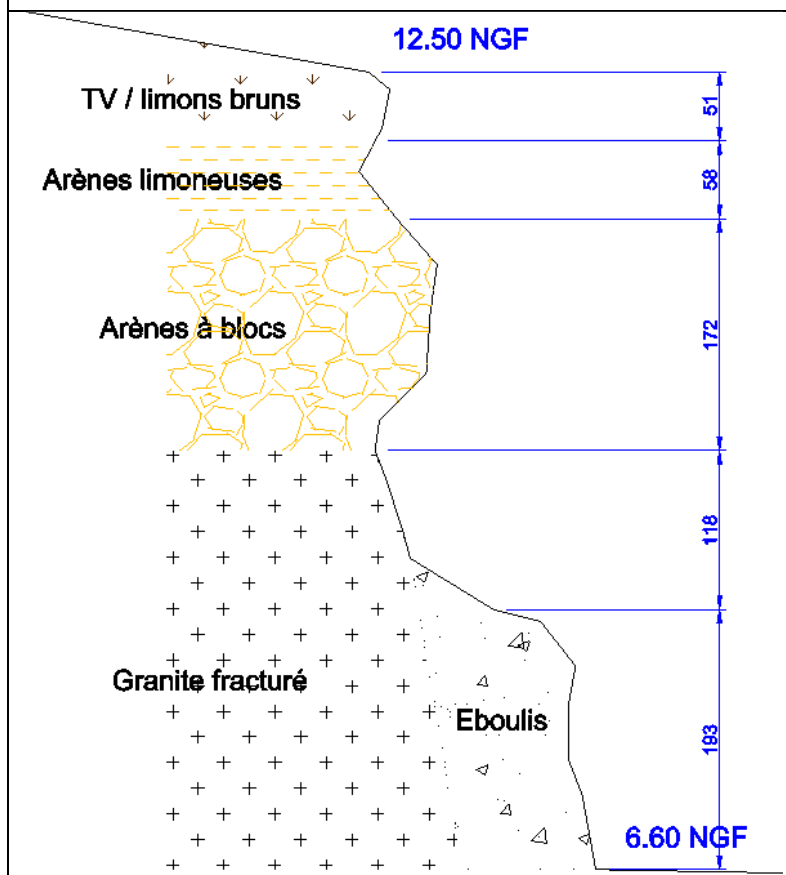 12.50 NGF
TV / limons bruns
51
Arènes limoneuses
58
Arènes à blocs
172
118
Granite fracturé
Eboulis
193
6.60 NGF